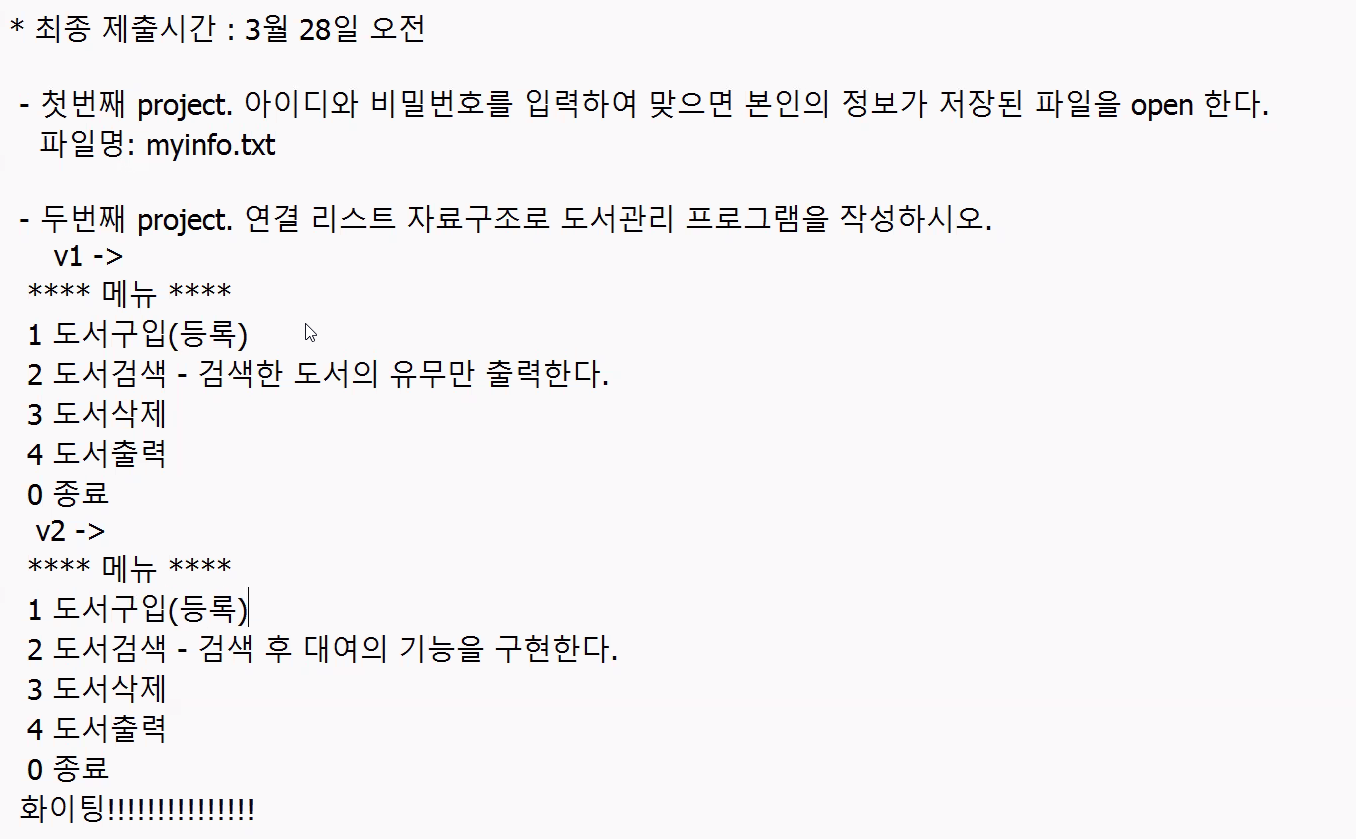 * 최종 제출시간 : 3월 28일 오전
- 첫번째 project. 아이디와 비밀번호를 입력하여 맞으면 본인의 정보가 저장된 파일을 open 한다.
파일명: myinfo.txt
- 두번째 project. 연결 리스트 자료구조로 도서관리 프로그램을 작성하시오.
v1 ->
**** 메뉴 ****
1 도서구입(등록)
2 도서검색 - 검색한 도서의 유무만 출력한다.
3 도서삭제
4 도서출력
0 종료
v2 ->
**** 메뉴 ****
1 도서구입(등록)
2 도서검색 - 검색 후 대여의 기능을 구현한다.
3 도서삭제
4 도서출력
0 종료
화이팅!!!!!!!!!!!!!!!